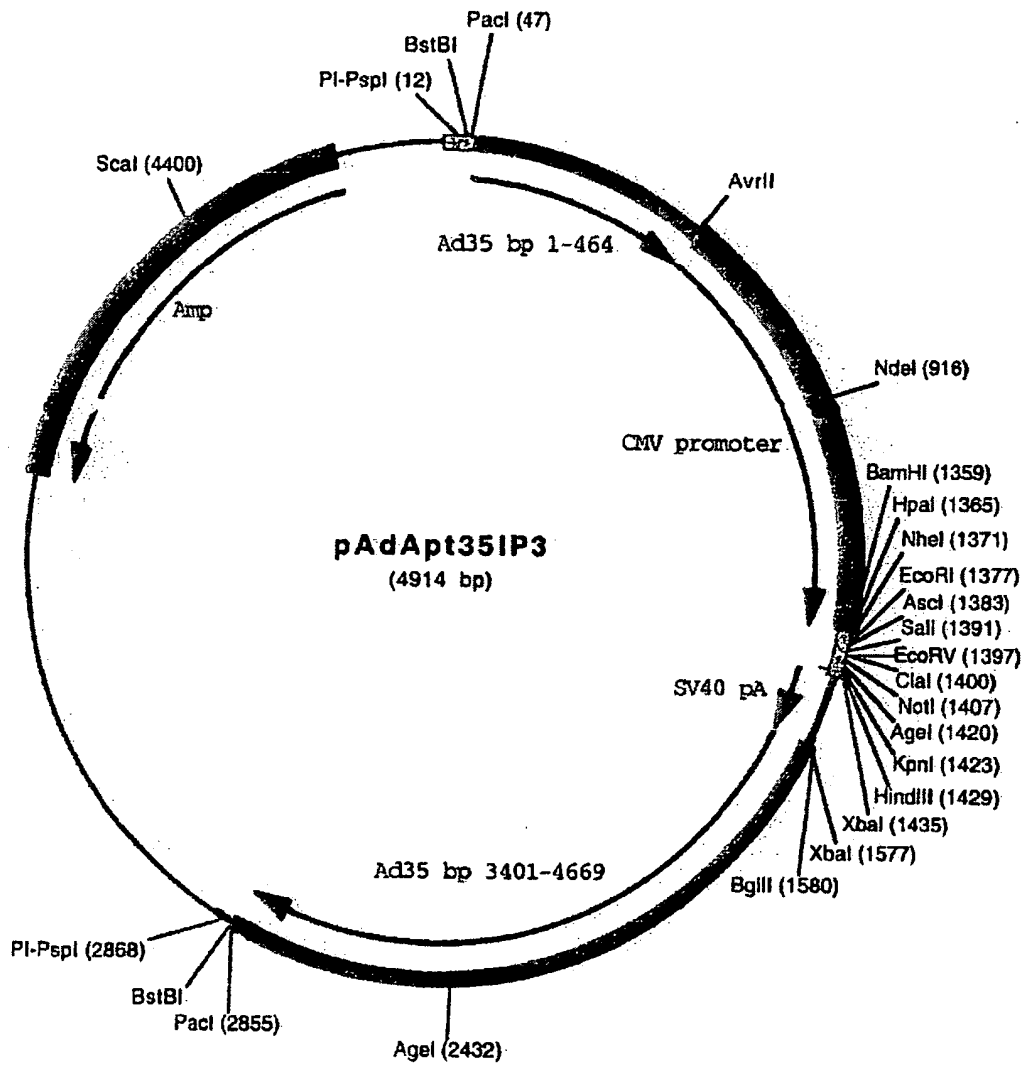 PacI (47)
BstBI
PI-PspI (12)
ScaI (4400)
AvrII
Ad35 bp 1-464
Amp
NdeI (916)
CMV promoter
BamHI (1359)
HpaI (1365)
NheI (1371)
pAdApt35IP3
(4914 bp)
EcoRI (1377)
AscI (1383)
SalI (1391)
EcoRV (1397)
ClaI (1400)
SV40 pA
NotI (1407)
AgeI (1420)
KpnI (1423)
HindIII (1429)
XbaI (1435)
XbaI (1577)
Ad35 bp 3401-4669
BglII (1580)
PI-PspI (2868)
BstBI
PacI (2855)
AgeI (2432)